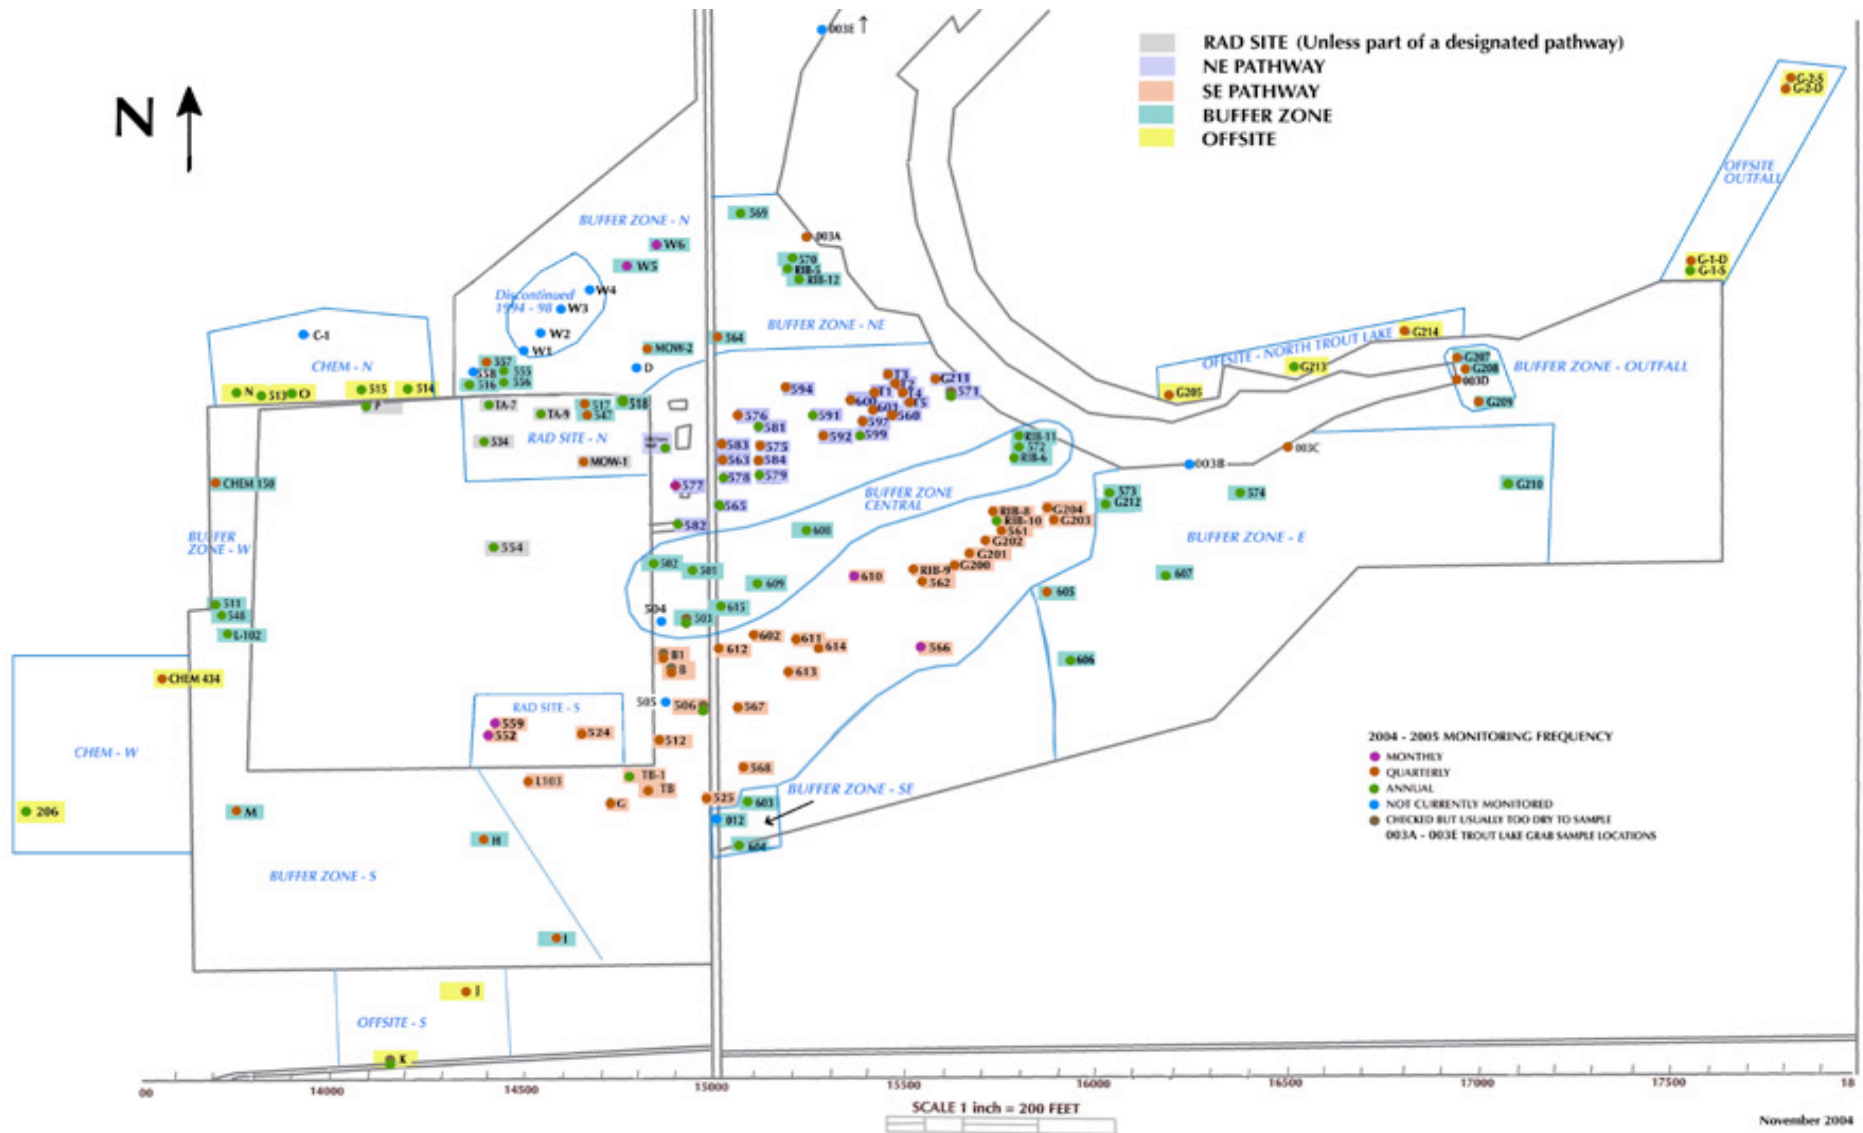 003E ↑
RAD SITE (Unless part of a designated pathway)
NE PATHWAY
SE PATHWAY
BUFFER ZONE
OFFSITE
N
G-2-S
G-2-D
OFFSITE
OUTFALL
G-1-D
G-1-S
BUFFER ZONE - N
W6
W5
W4
Discontinued
1994 - 98
W3
W2
W1
569
003A
570
RIB-5
RIB-12
BUFFER ZONE - NE
564
MOW-2
D
C-1
CHEM - N
N
513
O
515
514
P
557
558
555
516
556
TA-7
TA-9
517
547
518
RAD SITE - N
534
MOW-1
OFFSITE - NORTH TROUT LAKE
G214
G213
G205
G207
G208
003D
G209
BUFFER ZONE - OUTFALL
594
T3
T2
T1
T4
T5
G211
571
600
601
560
597
599
576
591
581
592
583
575
563
584
578
579
577
565
582
RIB-11
572
RIB-6
003B
003C
BUFFER ZONE
CENTRAL
608
573
G212
574
G210
BUFFER ZONE - E
607
605
606
RIB-8
RIB-10
561
G204
G203
G202
G201
G200
RIB-9
562
610
CHEM 150
BUFFER
ZONE - W
554
502
501
609
615
504
503
511
548
L-102
602
611
612
614
613
566
B1
B
CHEM 434
505
506
567
RAD SITE - S
559
552
524
512
568
CHEM - W
206
M
L103
TB-1
TB
G
525
603
012
604
BUFFER ZONE - SE
H
BUFFER ZONE - S
I
J
OFFSITE - S
K
2004 - 2005 MONITORING FREQUENCY
MONTHLY
QUARTERLY
ANNUAL
NOT CURRENTLY MONITORED
CHECKED BUT USUALLY TOO DRY TO SAMPLE
003A - 003E TROUT LAKE GRAB SAMPLE LOCATIONS
00 14000 14500 15000 15500 16000 16500 17000 17500 18
SCALE 1 inch = 200 FEET
November 2004